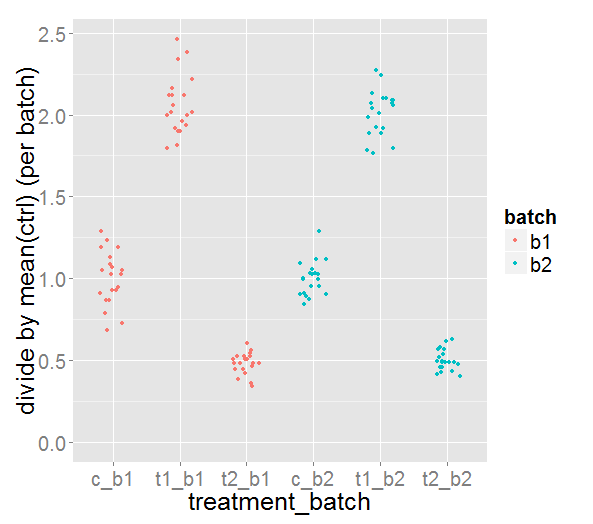 divide by mean(ctrl) (per batch)
2.5
2.0
1.5
1.0
0.5
0.0
c_b1 t1_b1 t2_b1 c_b2 t1_b2 t2_b2
treatment_batch
batch
b1
b2